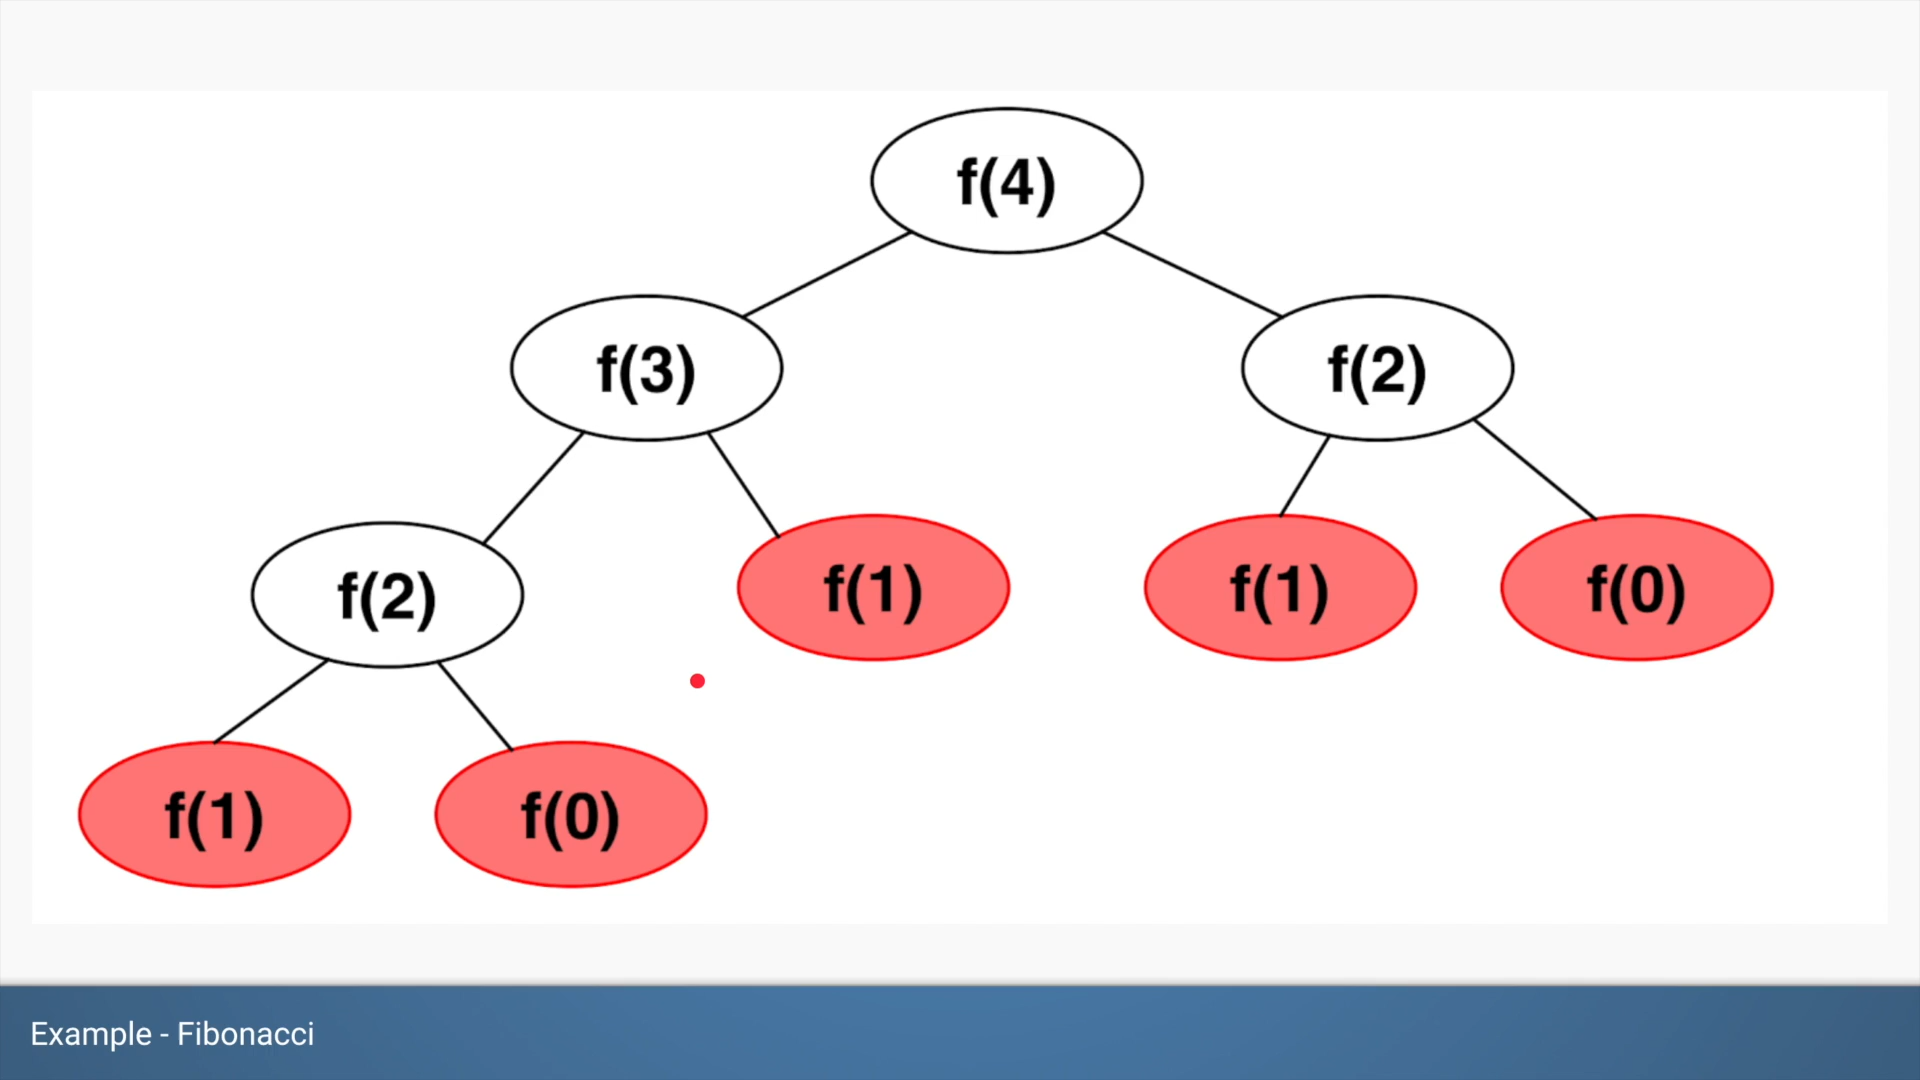 f(4)
f(3)
f(2)
f(2)
f(1)
f(1)
f(0)
f(1)
f(0)
Example - Fibonacci